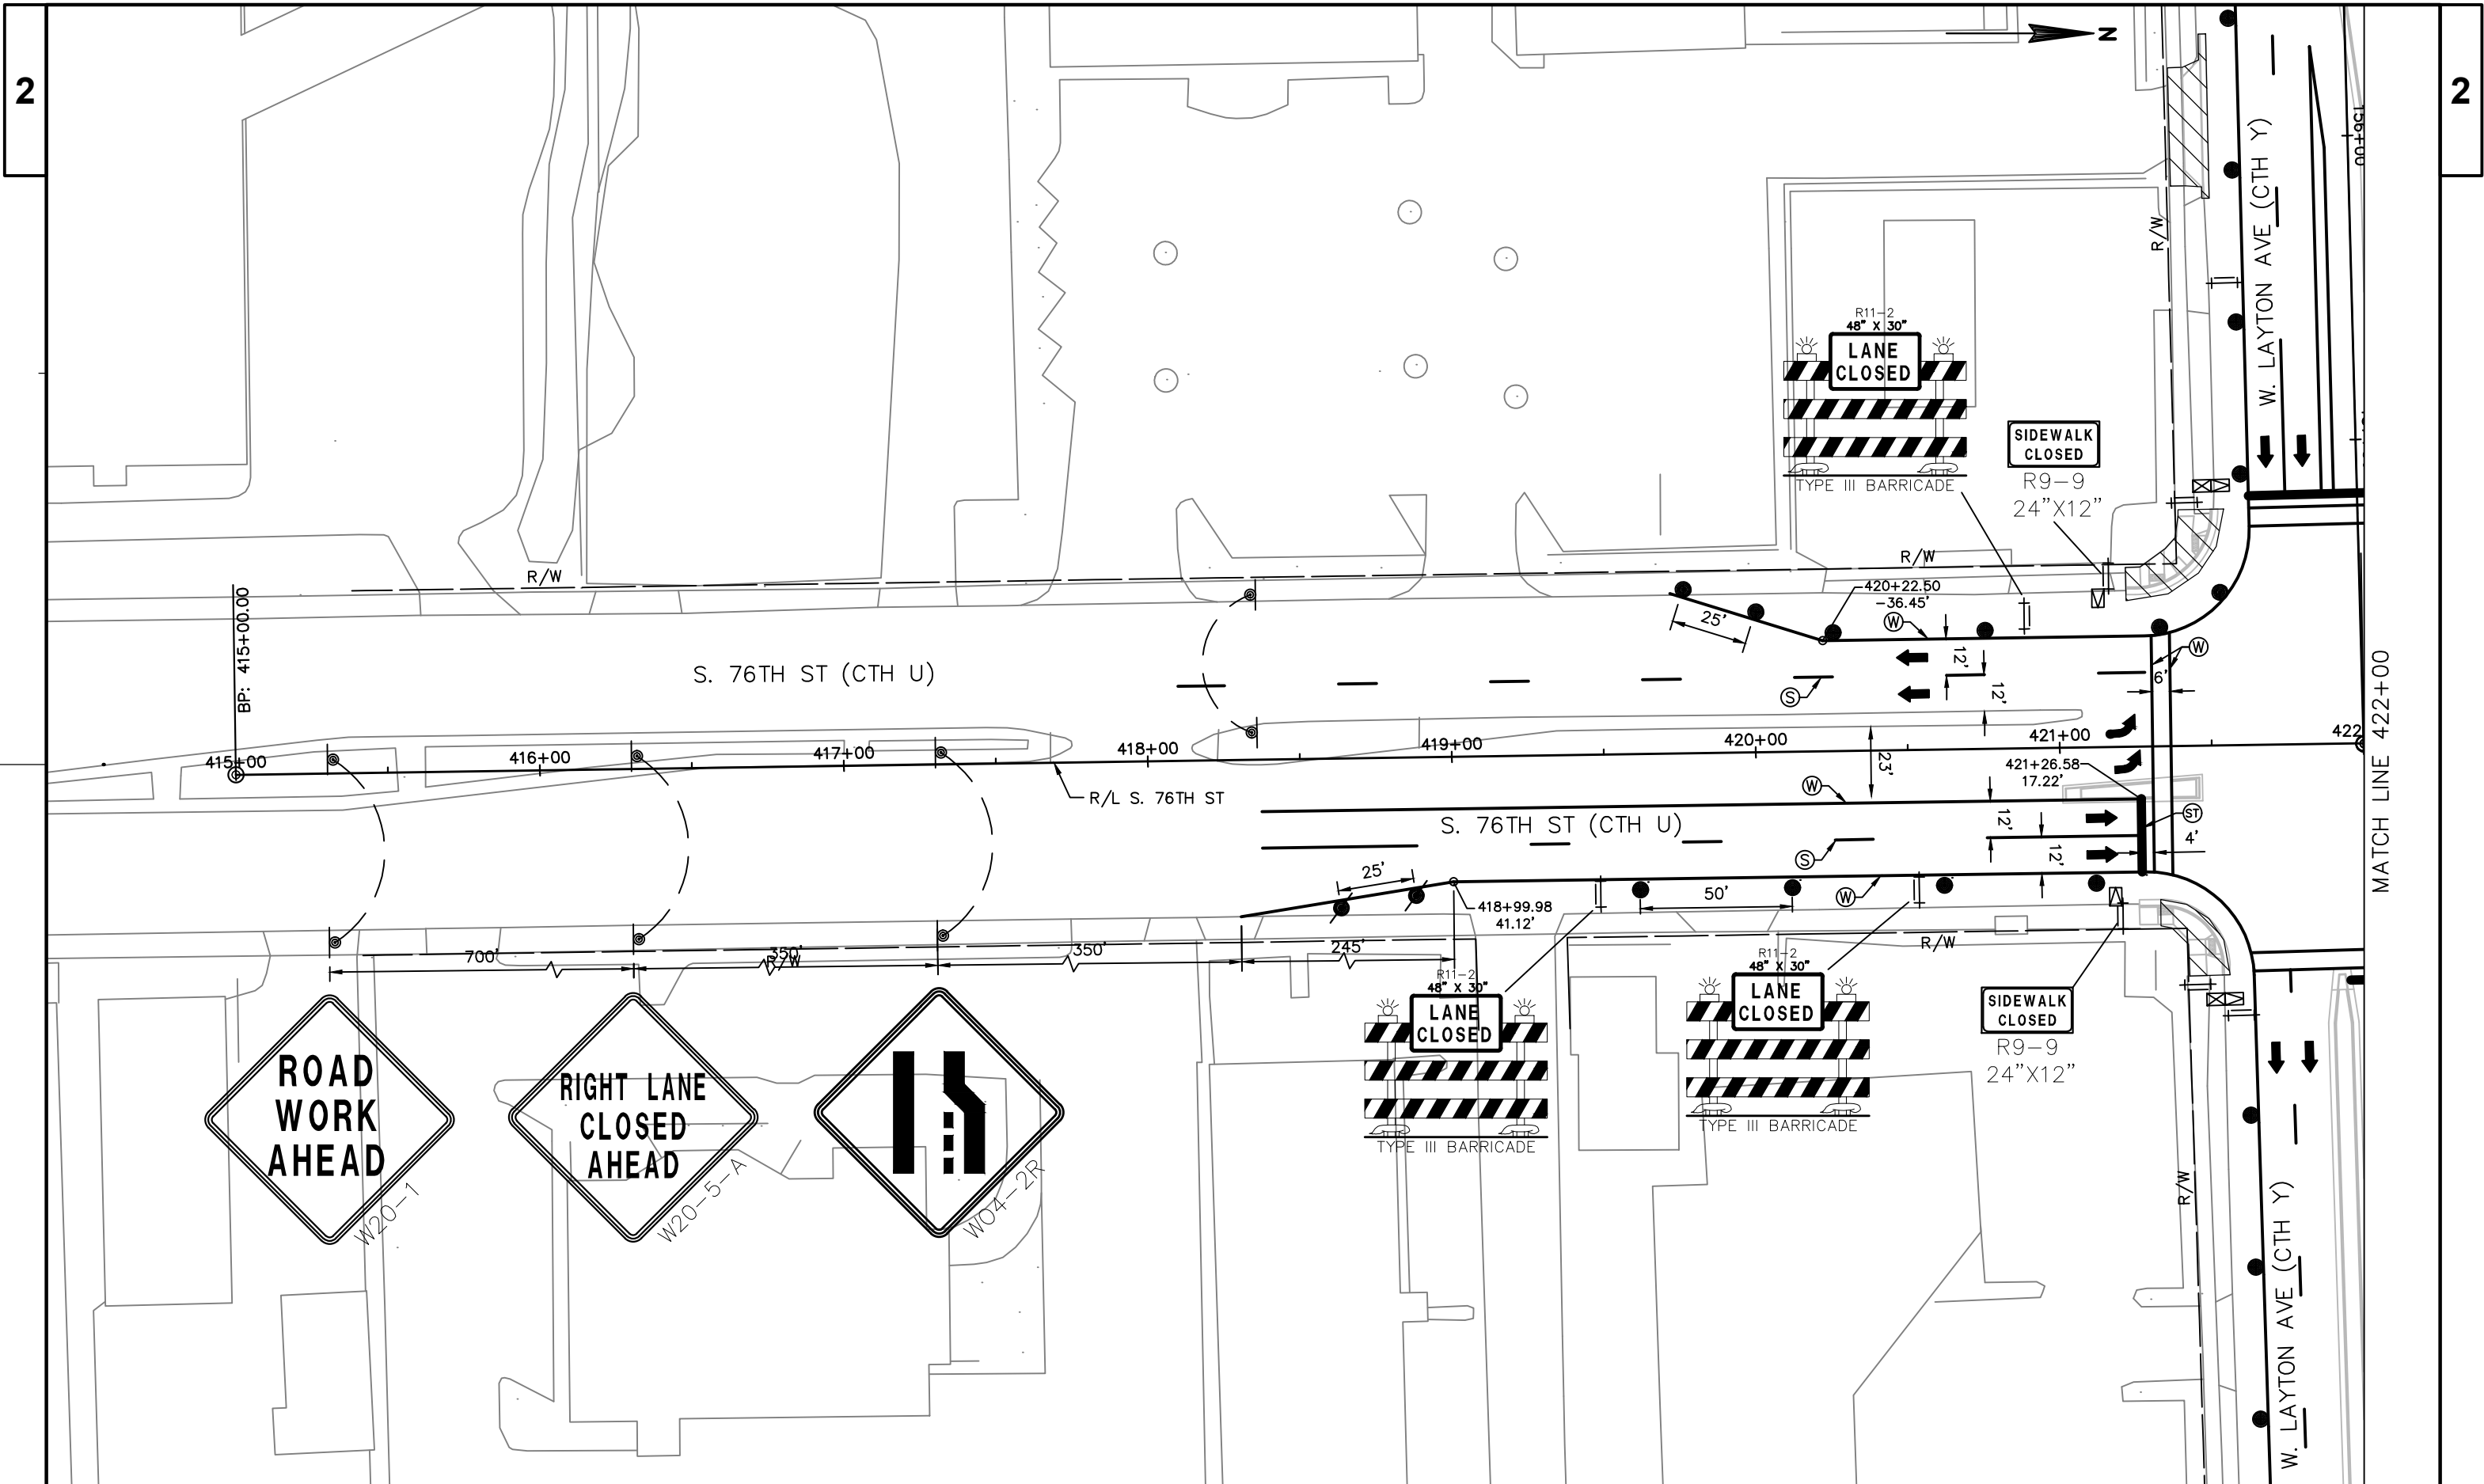 2
2
N
156+00
W. LAYTON AVE (CTH Y)
R/W
R11-2
48" X 30"
LANE
CLOSED
TYPE III BARRICADE
SIDEWALK
CLOSED
R9-9
24"X12"
R/W
R/W
420+22.50
-36.45'
25'
W
12'
12'
W
6'
S
BP: 415+00.00
S. 76TH ST (CTH U)
415+00
416+00
417+00
418+00
419+00
420+00
421+00
422
421+26.58
17.22'
23'
MATCH LINE 422+00
R/L S. 76TH ST
W
S. 76TH ST (CTH U)
12'
12'
ST
4'
S
25'
418+99.98
41.12'
50'
W
R/W
700'
350'
R/W
350'
245'
R11-2
48" X 30"
LANE
CLOSED
TYPE III BARRICADE
R11-2
48" X 30"
LANE
CLOSED
TYPE III BARRICADE
SIDEWALK
CLOSED
R9-9
24"X12"
ROAD
WORK
AHEAD
W20-1
RIGHT LANE
CLOSED
AHEAD
W20-5-A
W04-2R
R/W
W. LAYTON AVE (CTH Y)